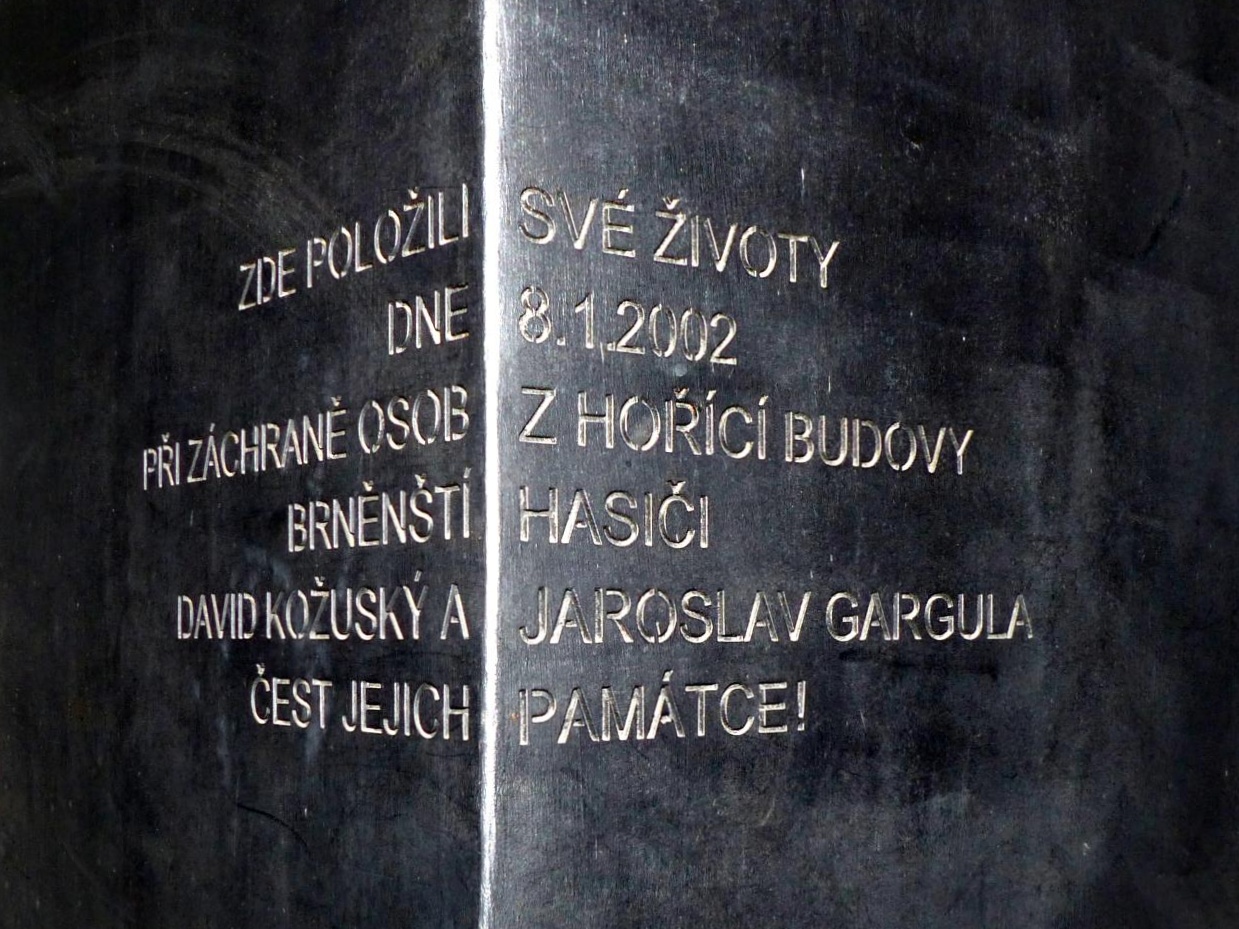 ZDE POLOŽILI SVÉ ŽIVOTY
DNE 8.1.2002
PŘI ZÁCHRANĚ OSOB Z HOŘÍCÍ BUDOVY
BRNĚNŠTÍ HASIČI
DAVID KOŽUSKÝ A JAROSLAV GARGULA
ČEST JEJICH PAMÁTCE!